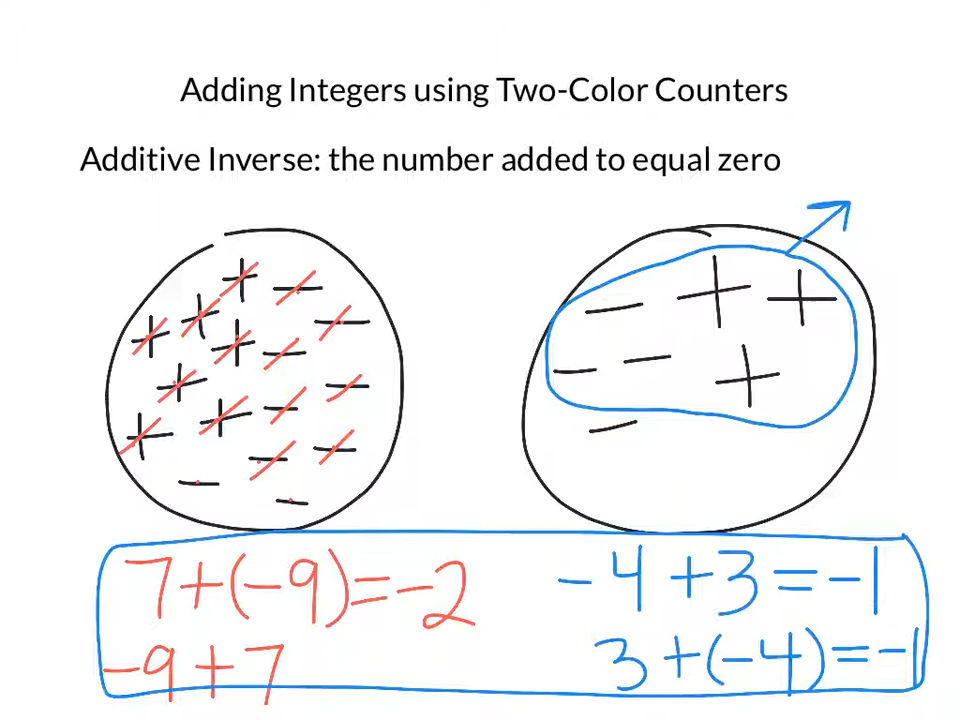 Adding Integers using Two-Color Counters
Additive Inverse: the number added to equal zero
+ −
+ + −
+ + −
+ −
+ + −
− −
− −
− + +
− − +
−
7+(-9)=-2
-4+3=-1
-9+7
3+(-4)=-1